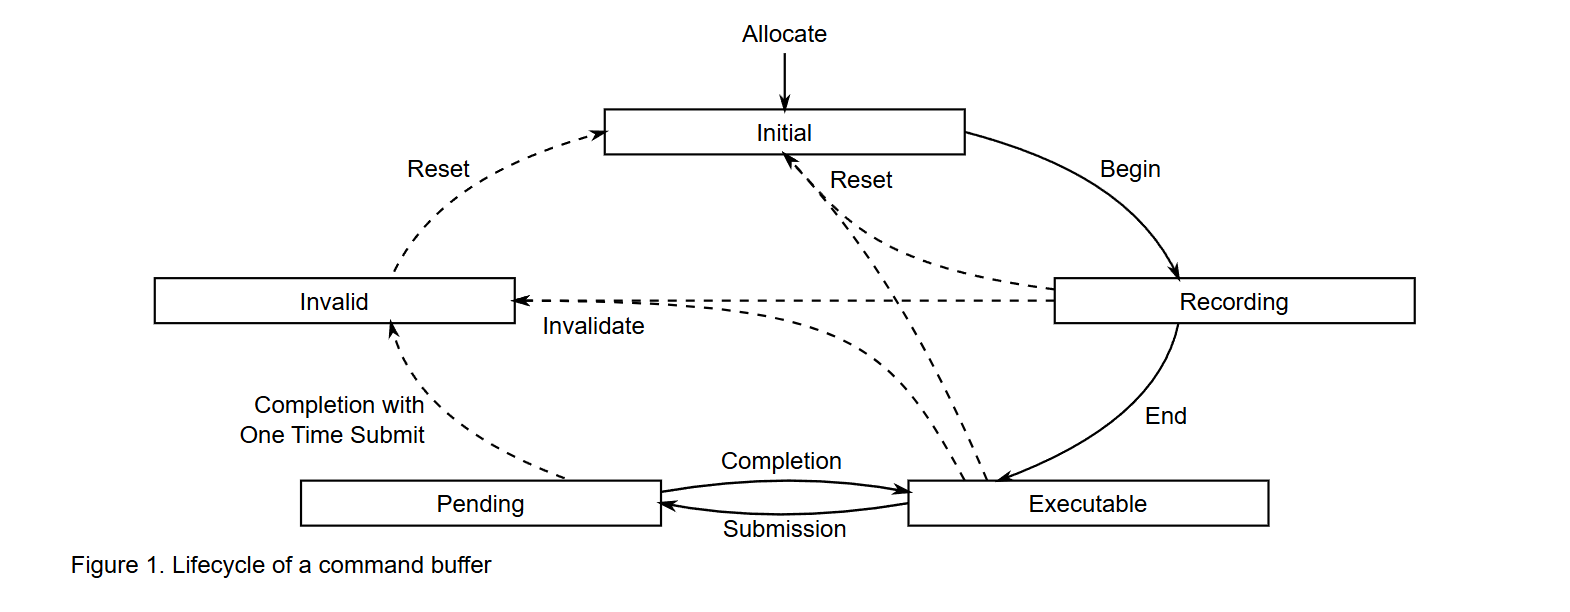 Allocate
Initial
Reset
Begin
Reset
Invalid
Recording
Invalidate
Completion with
One Time Submit
End
Completion
Pending
Executable
Submission
Figure 1. Lifecycle of a command buffer